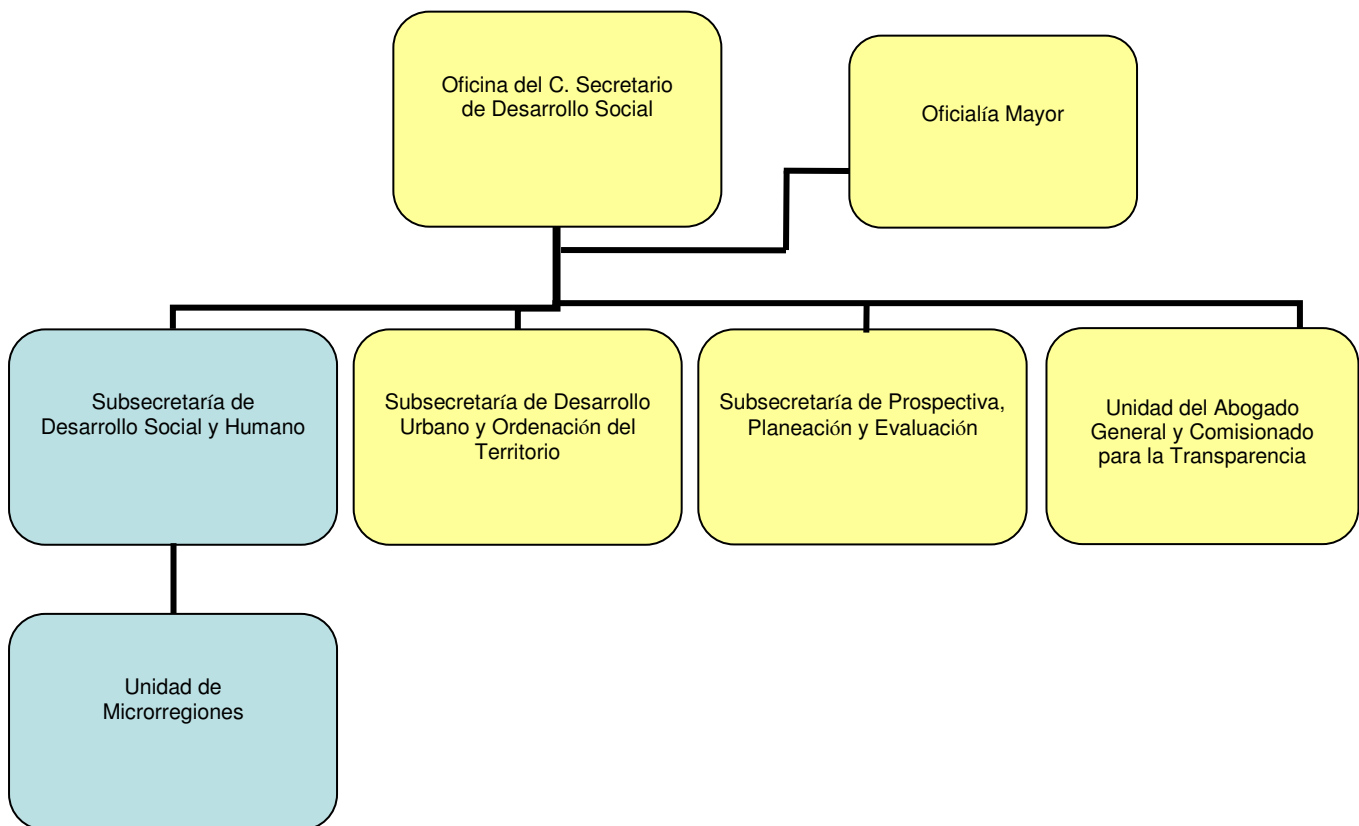 Oficina del C. Secretario
de Desarrollo Social
Oficialía Mayor
Subsecretaría de
Desarrollo Social y Humano
Subsecretaría de Desarrollo
Urbano y Ordenación del
Territorio
Subsecretaría de Prospectiva,
Planeación y Evaluación
Unidad del Abogado
General y Comisionado
para la Transparencia
Unidad de
Microrregiones